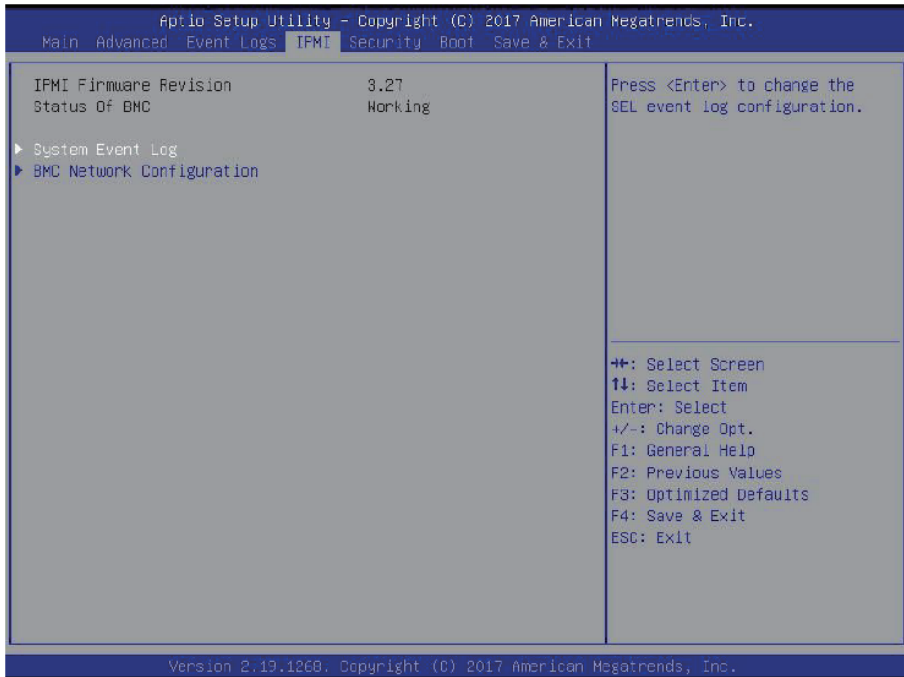 Aptio Setup Utility – Copyright (C) 2017 American Megatrends, Inc.
Main Advanced Event Logs IPMI Security Boot Save & Exit
IPMI Firmware Revision 3.27
Status Of BMC Working
▶ System Event Log
▶ BMC Network Configuration
Press <Enter> to change the
SEL event log configuration.
→←: Select Screen
↑↓: Select Item
Enter: Select
+/-: Change Opt.
F1: General Help
F2: Previous Values
F3: Optimized Defaults
F4: Save & Exit
ESC: Exit
Version 2.19.1268. Copyright (C) 2017 American Megatrends, Inc.